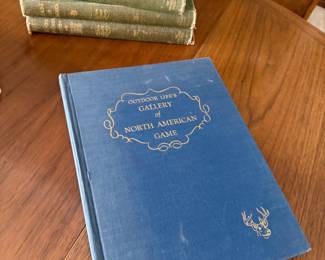 OUTDOOR LIFE'S
GALLERY
of
NORTH AMERICAN
GAME